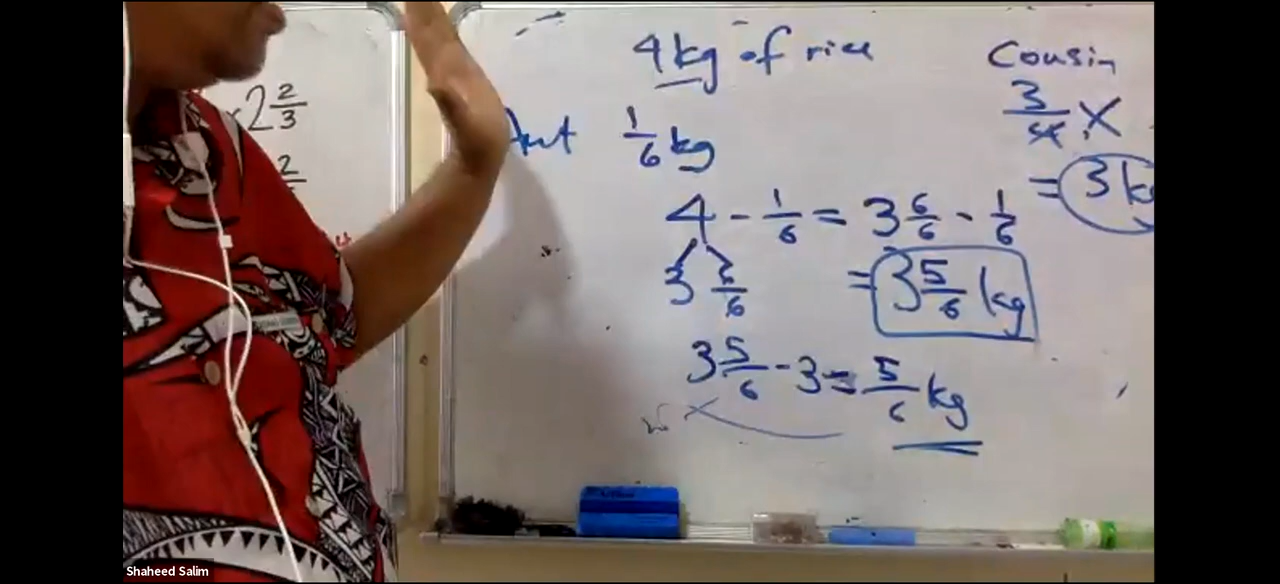 4kg of rice
Cousin
2 2/3
3/4 X
Ant 1/6 kg
2/
= 3 k
4 - 1/6 = 3 6/6 - 1/6
3 6/6
= 3 5/6 kg
3 5/6 - 3 = 5/6 kg
Shaheed Salim